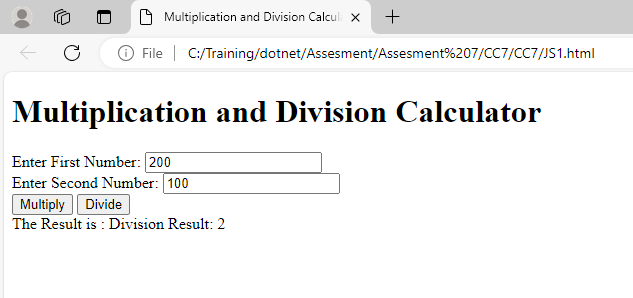 Multiplication and Division Calcul
File | C:/Training/dotnet/Assesment/Assesment%207/CC7/CC7/JS1.html
Multiplication and Division Calculator
Enter First Number: 200
Enter Second Number: 100
Multiply Divide
The Result is : Division Result: 2